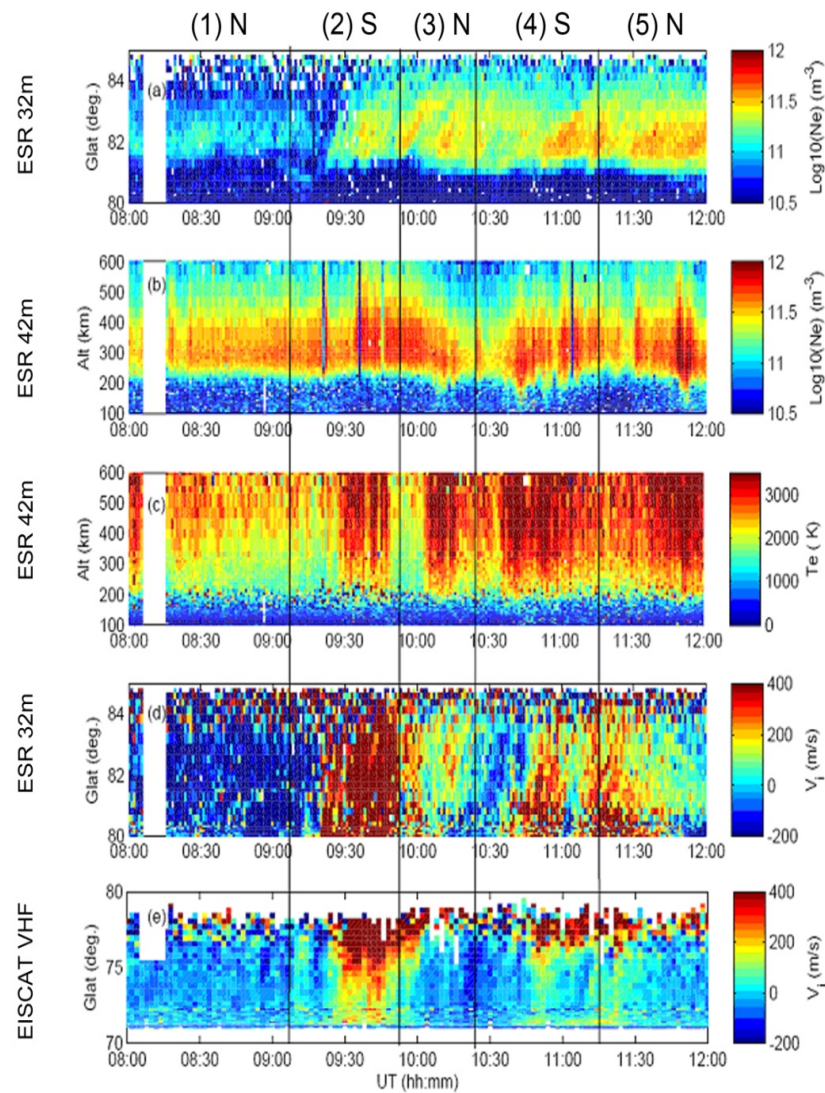 (1) N (2) S (3) N (4) S (5) N
ESR 32m
Glat (deg.)
84
82
80
(a)
08:00 08:30 09:00 09:30 10:00 10:30 11:00 11:30 12:00
12
11.5
11
10.5
Log10(Ne) (m⁻³)
ESR 42m
Alt (km)
600
500
400
300
200
100
(b)
08:00 08:30 09:00 09:30 10:00 10:30 11:00 11:30 12:00
12
11.5
11
10.5
Log10(Ne) (m⁻³)
ESR 42m
Alt (km)
600
500
400
300
200
100
(c)
08:00 08:30 09:00 09:30 10:00 10:30 11:00 11:30 12:00
3000
2000
1000
0
Te ( K)
ESR 32m
Glat (deg.)
84
82
80
(d)
08:00 08:30 09:00 09:30 10:00 10:30 11:00 11:30 12:00
400
200
0
-200
Vi (m/s)
EISCAT VHF
Glat (deg.)
80
75
70
(e)
08:00 08:30 09:00 09:30 10:00 10:30 11:00 11:30 12:00
UT (hh:mm)
400
200
0
-200
Vi (m/s)